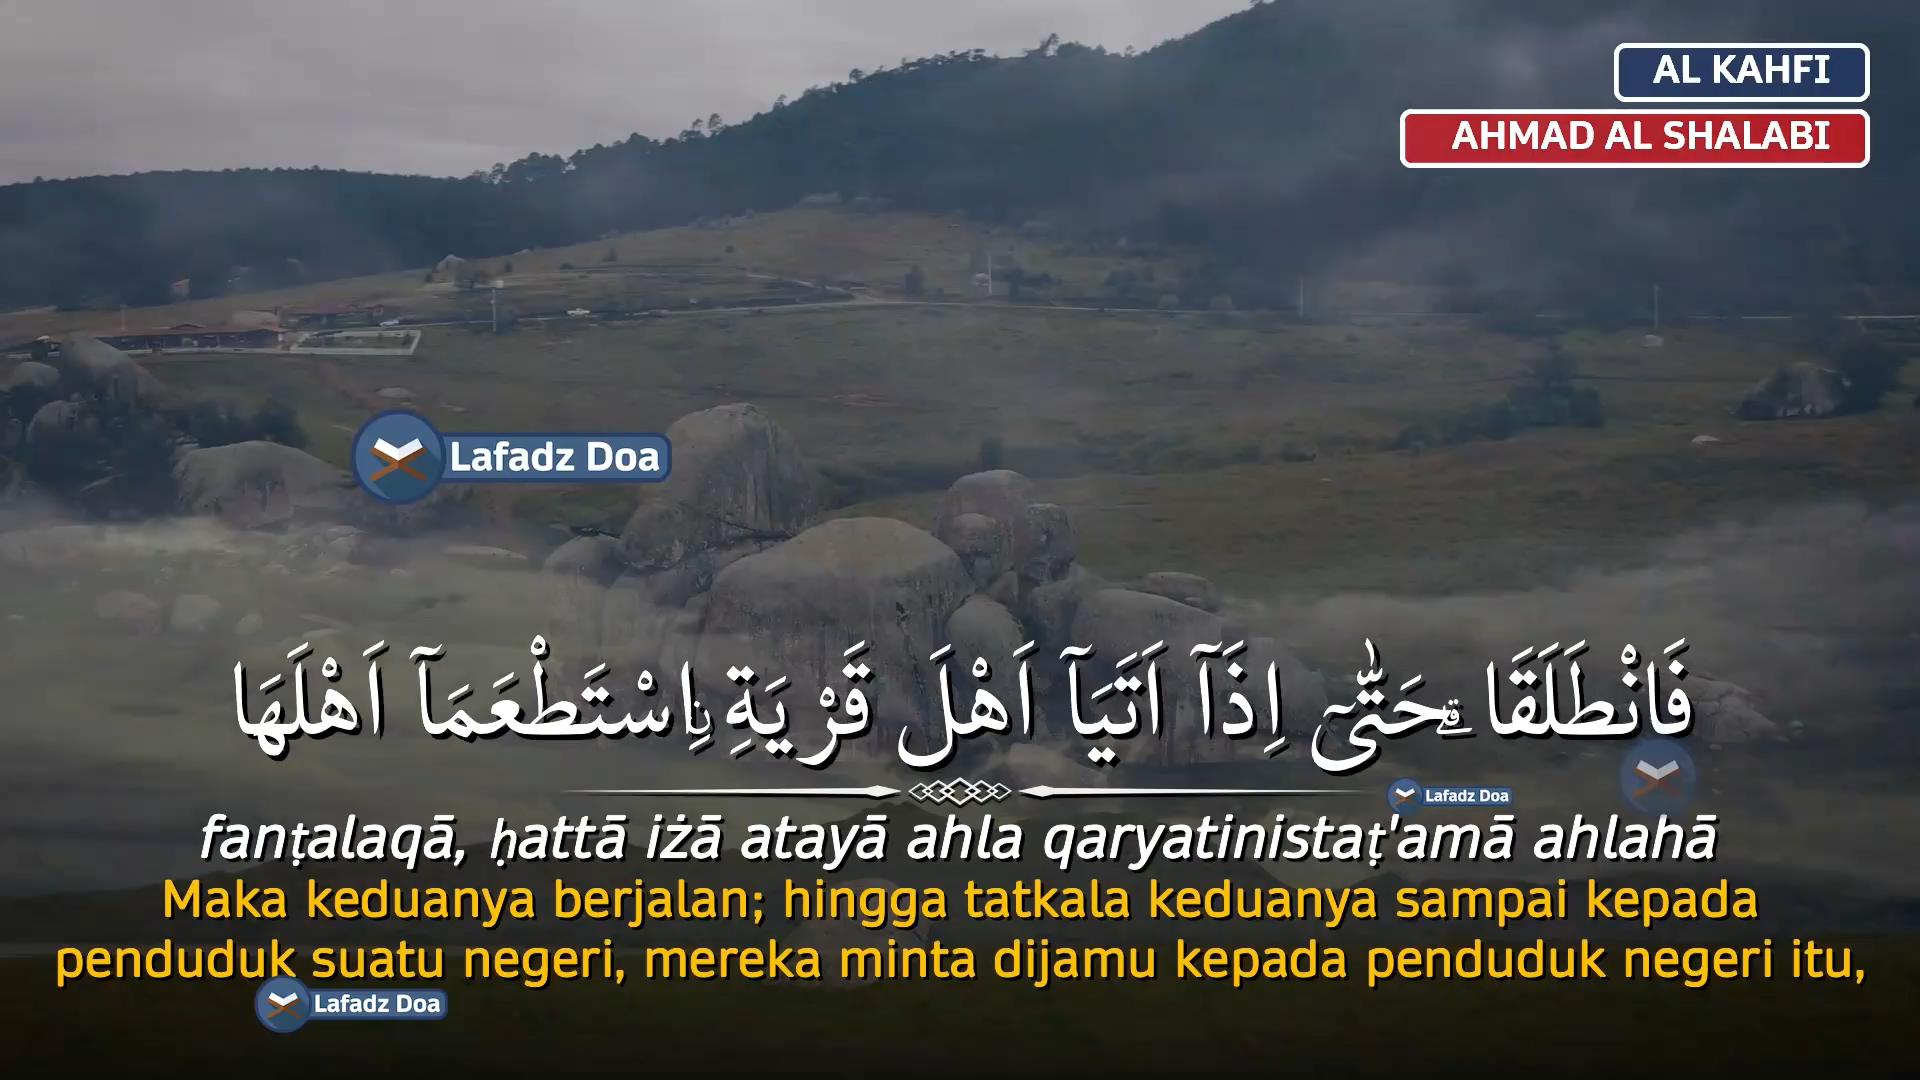 AL KAHFI
AHMAD AL SHALABI
Lafadz Doa
فَانْطَلَقَا ۗحَتّٰىٓ اِذَآ اَتَيَآ اَهْلَ قَرْيَةِ ِۨاسْتَطْعَمَآ اَهْلَهَا
Lafadz Doa
fanṭalaqā, ḥattā iżā atayā ahla qaryatinistaṭ'amā ahlahā
Maka keduanya berjalan; hingga tatkala keduanya sampai kepada
penduduk suatu negeri, mereka minta dijamu kepada penduduk negeri itu,
Lafadz Doa